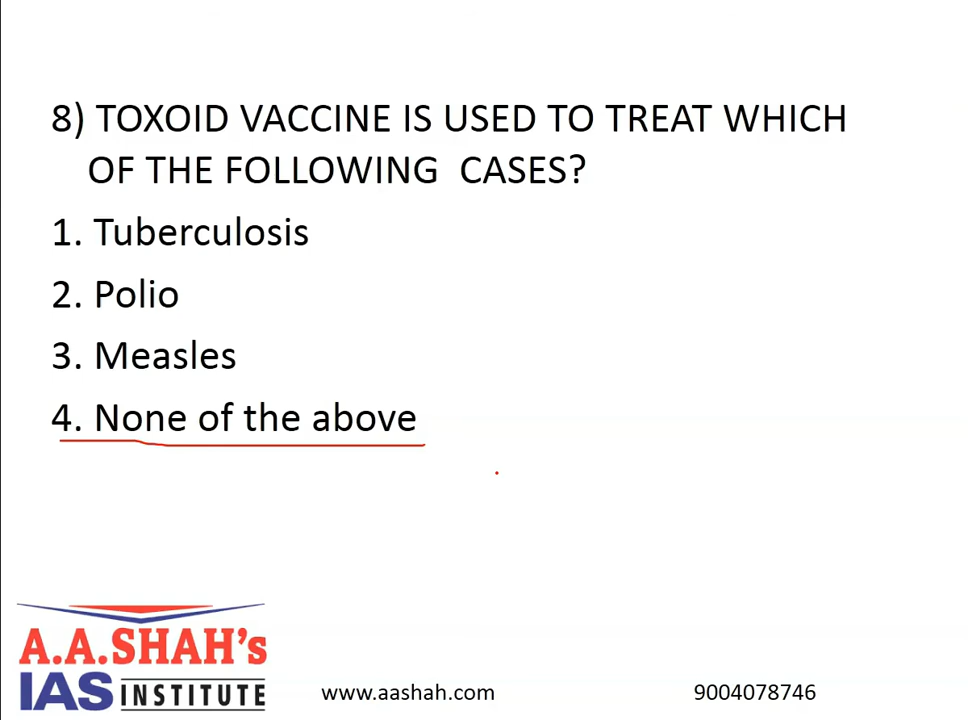 8) TOXOID VACCINE IS USED TO TREAT WHICH
OF THE FOLLOWING CASES?
1. Tuberculosis
2. Polio
3. Measles
4. None of the above
A.A.SHAH's
IAS INSTITUTE
www.aashah.com
9004078746